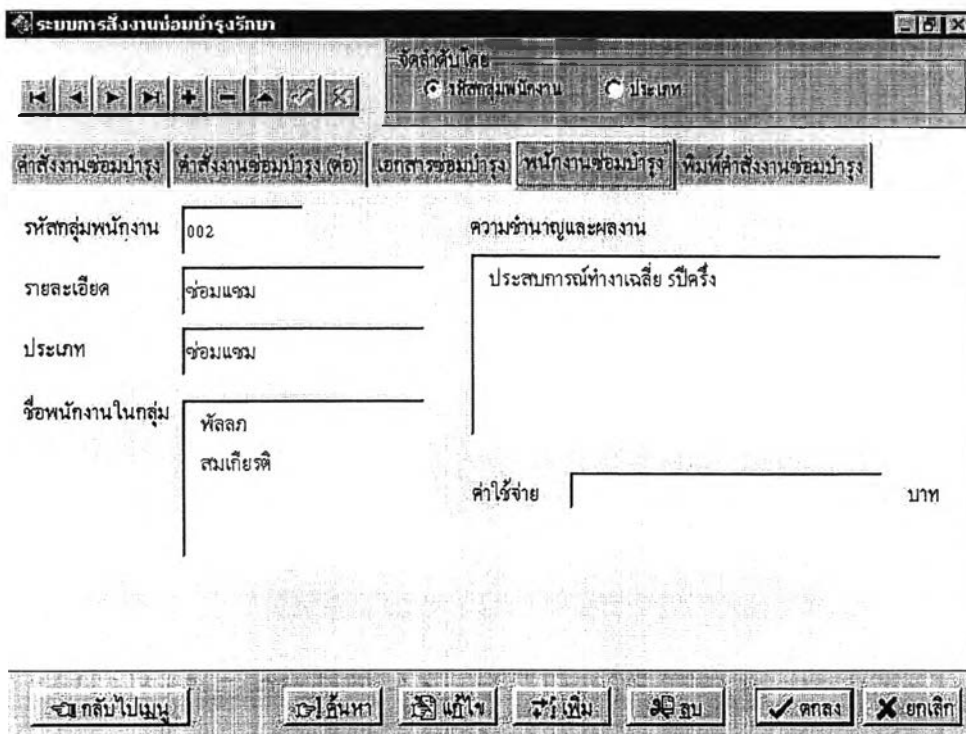 ระบบการสั่งงานซ่อมบำรุงรักษา
จัดลำดับโดย
รหัสกลุ่มพนักงาน ประเภท
คำสั่งงานซ่อมบำรุง คำสั่งงานซ่อมบำรุง (ต่อ) เอกสารซ่อมบำรุง พนักงานซ่อมบำรุง พิมพ์คำสั่งงานซ่อมบำรุง
รหัสกลุ่มพนักงาน 002
รายละเอียด ซ่อมแซม
ประเภท ซ่อมแซม
ชื่อพนักงานในกลุ่ม พัลลภ
สมเกียรติ
ความชำนาญและผลงาน
ประสบการณ์ทำงาเฉลี่ย 5ปีครึ่ง
ค่าใช้จ่าย บาท
กลับไปเมนู ค้นหา แก้ไข เพิ่ม ลบ ตกลง ยกเลิก